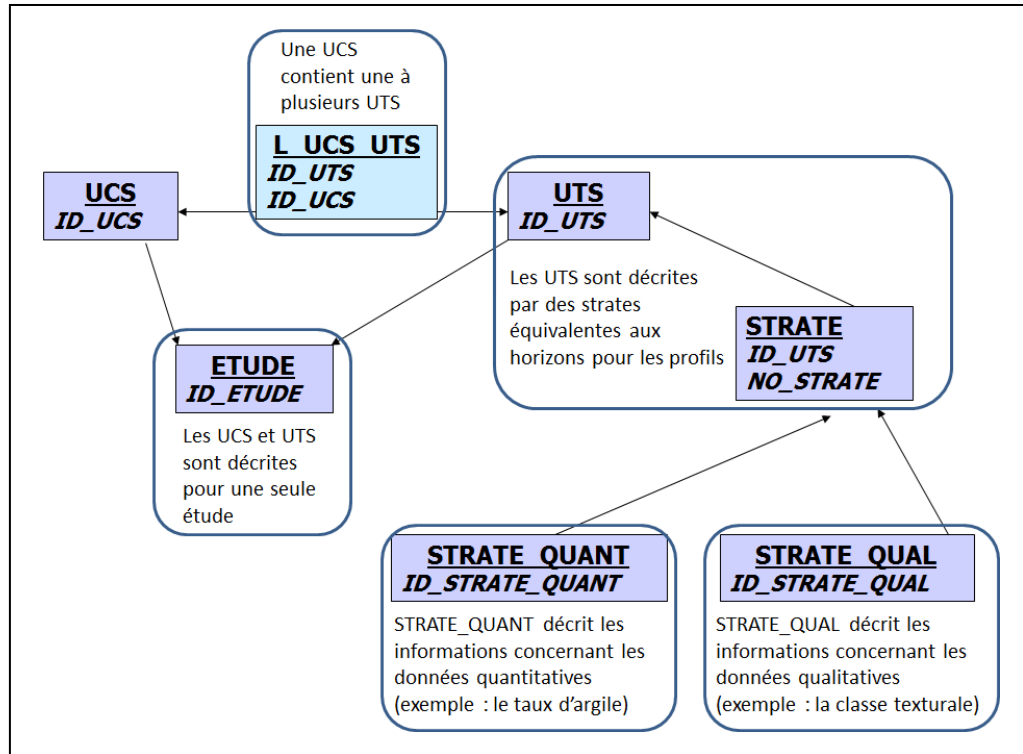 Une UCS
contient une à
plusieurs UTS
L_UCS_UTS
ID_UTS
ID_UCS
UCS
ID_UCS
UTS
ID_UTS
Les UTS sont décrites
par des strates
équivalentes aux
horizons pour les profils
STRATE
ID_UTS
NO_STRATE
ETUDE
ID_ETUDE
Les UCS et UTS
sont décrites
pour une seule
étude
STRATE_QUANT
ID_STRATE_QUANT
STRATE_QUANT décrit les
informations concernant les
données quantitatives
(exemple : le taux d'argile)
STRATE_QUAL
ID_STRATE_QUAL
STRATE_QUAL décrit les
informations concernant les
données qualitatives
(exemple : la classe texturale)